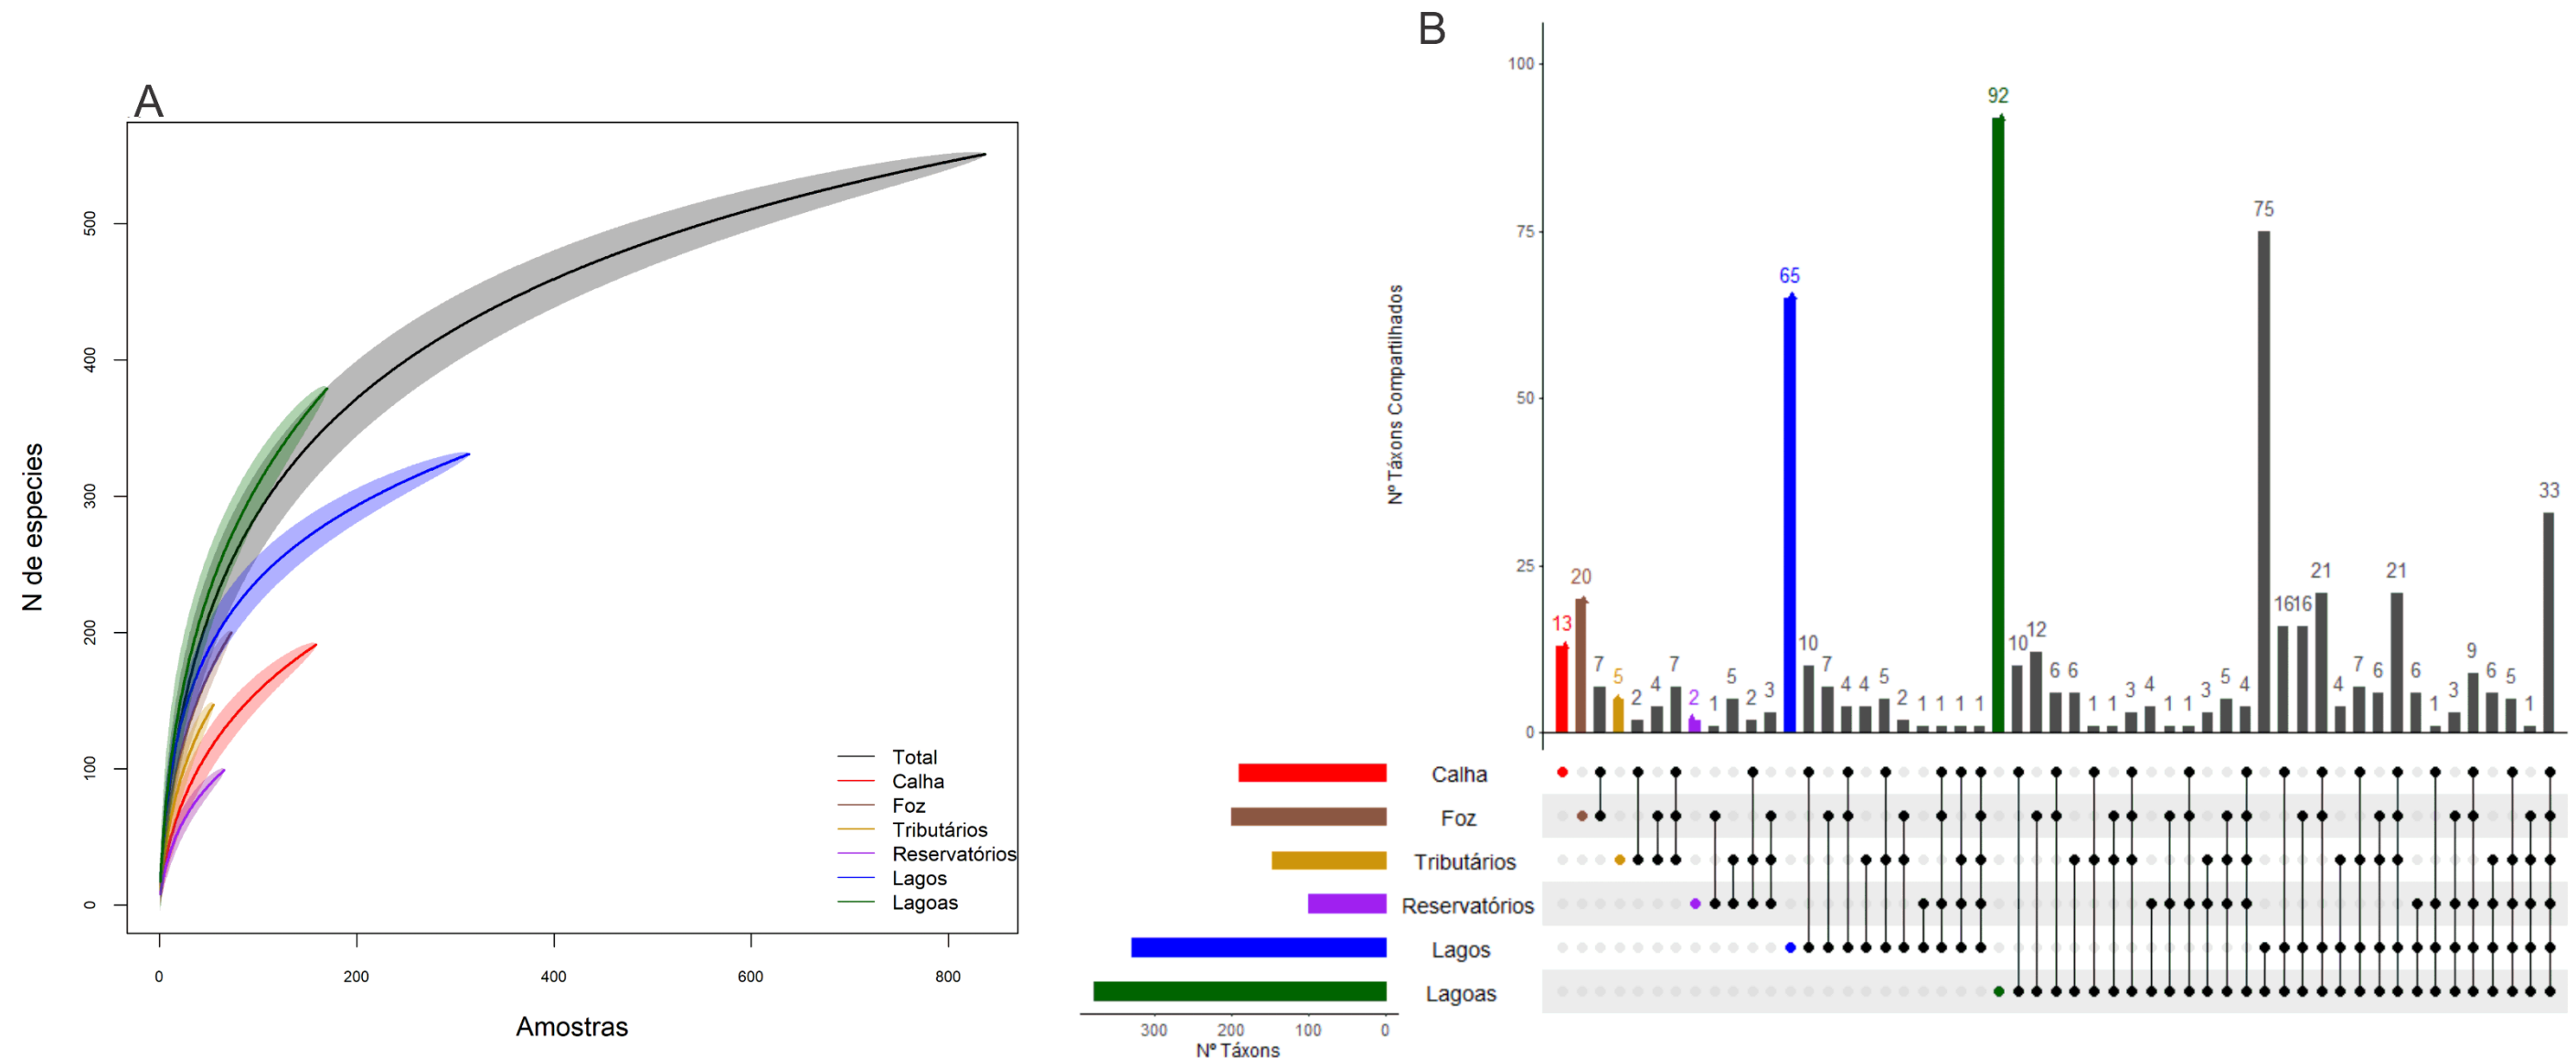 A
N de especies
500
400
300
200
100
0
0 200 400 600 800
Amostras
Total
Calha
Foz
Tributários
Reservatórios
Lagos
Lagoas
B
Nº Táxons Compartilhados
100
75
50
25
0
13 20 7 5 2 4 7 2 1 5 2 3 65 10 7 4 4 5 2 1 1 1 1 92 10 12 6 6 1 1 3 4 1 1 3 5 4 75 16 16 21 4 7 6 21 6 1 3 9 6 5 1 33
Calha
Foz
Tributários
Reservatórios
Lagos
Lagoas
300 200 100 0
Nº Táxons